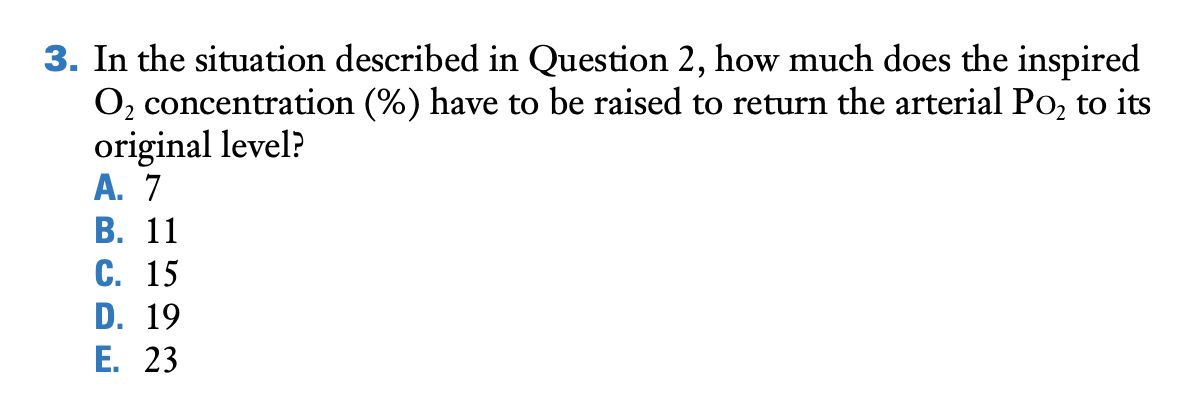 3. In the situation described in Question 2, how much does the inspired
O₂ concentration (%) have to be raised to return the arterial PO₂ to its
original level?
A. 7
B. 11
C. 15
D. 19
E. 23